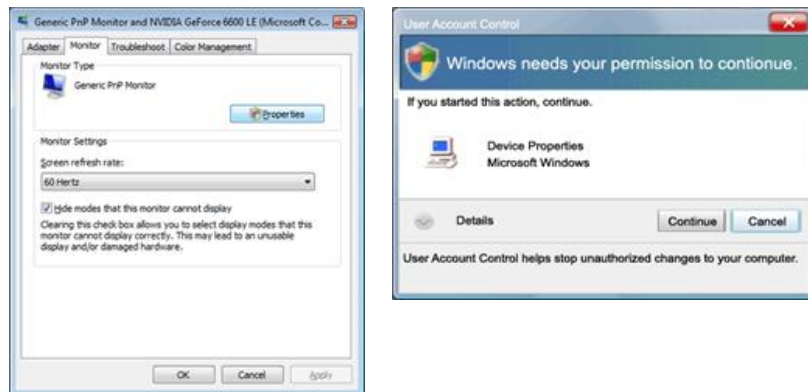 Generic PnP Monitor and NVIDIA GeForce 6600 LE (Microsoft Co...
Adapter Monitor Troubleshoot Color Management
Monitor Type
Generic PnP Monitor
Properties
Monitor Settings
Screen refresh rate:
60 Hertz
Hide modes that this monitor cannot display
Clearing this check box allows you to select display modes that this
monitor cannot display correctly. This may lead to an unusable
display and/or damaged hardware.
OK Cancel Apply
User Account Control
Windows needs your permission to contionue.
If you started this action, continue.
Device Properties
Microsoft Windows
Details Continue Cancel
User Account Control helps stop unauthorized changes to your computer.